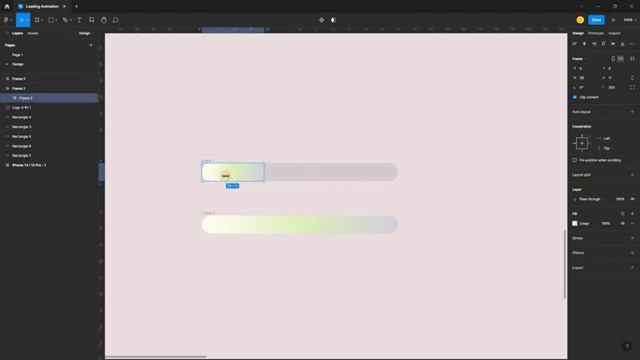 Loading Animation
Layers
Assets
Design
Pages
Page 1
Design
Frame 3
Frame 1
Frame 2
Logo 3-W 1
Rectangle 4
Rectangle 3
Rectangle 5
Rectangle 6
Rectangle 2
iPhone 13 / 13 Pro - 1
Frame 2
J
Share
Design
Prototype
Inspect
Frame
Clip content
Auto layout
Constraints
Left
Top
Fix position when scrolling
Layout grid
Layer
Pass through
100%
Fill
Linear
100%
Stroke
Effects
Export
?